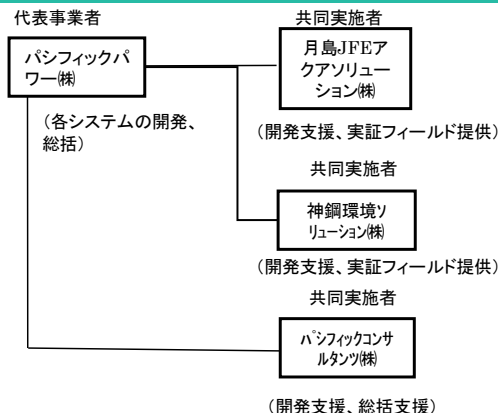 代表事業者
パシフィックパ
ワー㈱
(各システムの開発、
総括)
共同実施者
月島JFEア
クアソリュー
ション㈱
(開発支援、実証フィールド提供)
共同実施者
神鋼環境ソ
リューション㈱
(開発支援、実証フィールド提供)
共同実施者
パシフィックコンサ
ルタンツ㈱
(開発支援、総括支援)